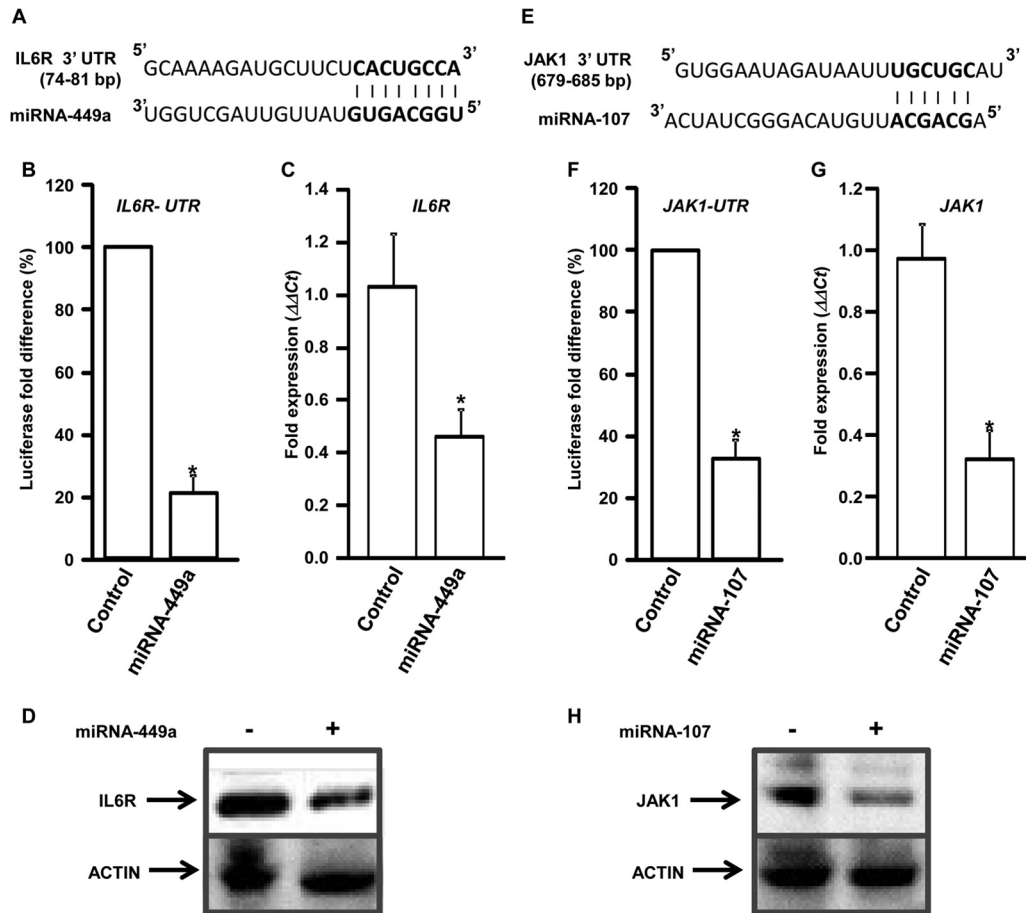 A
5’
IL6R 3’ UTR
(74-81 bp)
GCAAAAGAUGCUUCUCACUGCCA
3’
miRNA-449a
3’
UGGUCGAUUGUUAUGUGACGGU
5’
B
IL6R- UTR
Luciferase fold difference (%)
120
100
80
60
40
20
0
*
Control
miRNA-449a
C
IL6R
Fold expression (ΔΔCt)
1.4
1.2
1.0
0.8
0.6
0.4
0.2
0.0
*
Control
miRNA-449a
D
miRNA-449a - +
IL6R
ACTIN
E
5’
JAK1 3’ UTR
(679-685 bp)
GUGGAAUAGAUAAUUUGCUGCAU
3’
miRNA-107
3’
ACUAUCGGGACAUGUUACGACGA
5’
F
JAK1-UTR
Luciferase fold difference (%)
120
100
80
60
40
20
0
*
Control
miRNA-107
G
JAK1
Fold expression (ΔΔCt)
1.2
1.0
0.8
0.6
0.4
0.2
0.0
*
Control
miRNA-107
H
miRNA-107 - +
JAK1
ACTIN